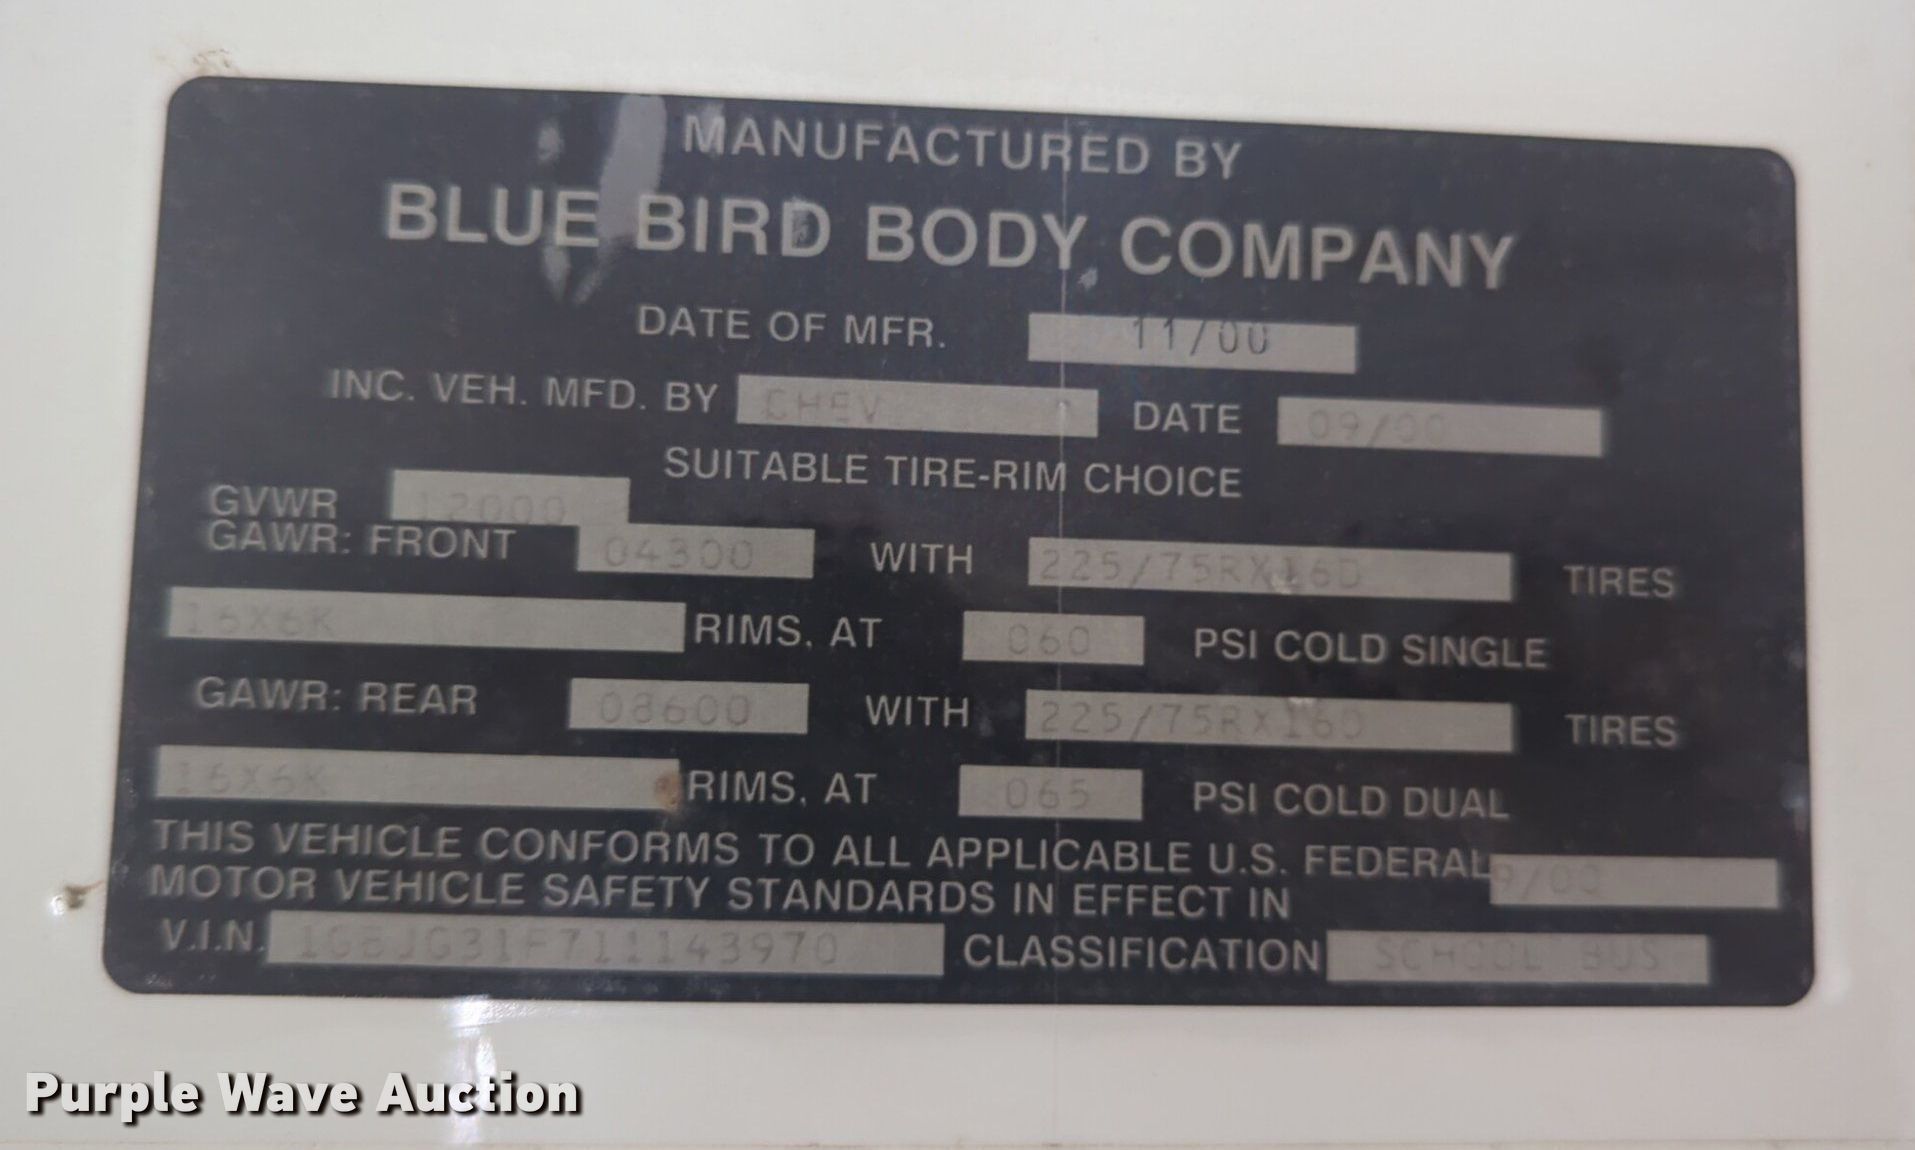 MANUFACTURED BY
BLUE BIRD BODY COMPANY
DATE OF MFR. 11/00
INC. VEH. MFD. BY CHEV DATE 09/00
SUITABLE TIRE-RIM CHOICE
GVWR 12000
GAWR: FRONT 04300 WITH 225/75RX16D TIRES
16X6K RIMS, AT 060 PSI COLD SINGLE
GAWR: REAR 08600 WITH 225/75RX16D TIRES
16X6K RIMS, AT 065 PSI COLD DUAL
THIS VEHICLE CONFORMS TO ALL APPLICABLE U.S. FEDERAL
MOTOR VEHICLE SAFETY STANDARDS IN EFFECT IN 9/00
V.I.N. 1GBJG31F711143970 CLASSIFICATION SCHOOL BUS
Purple Wave Auction